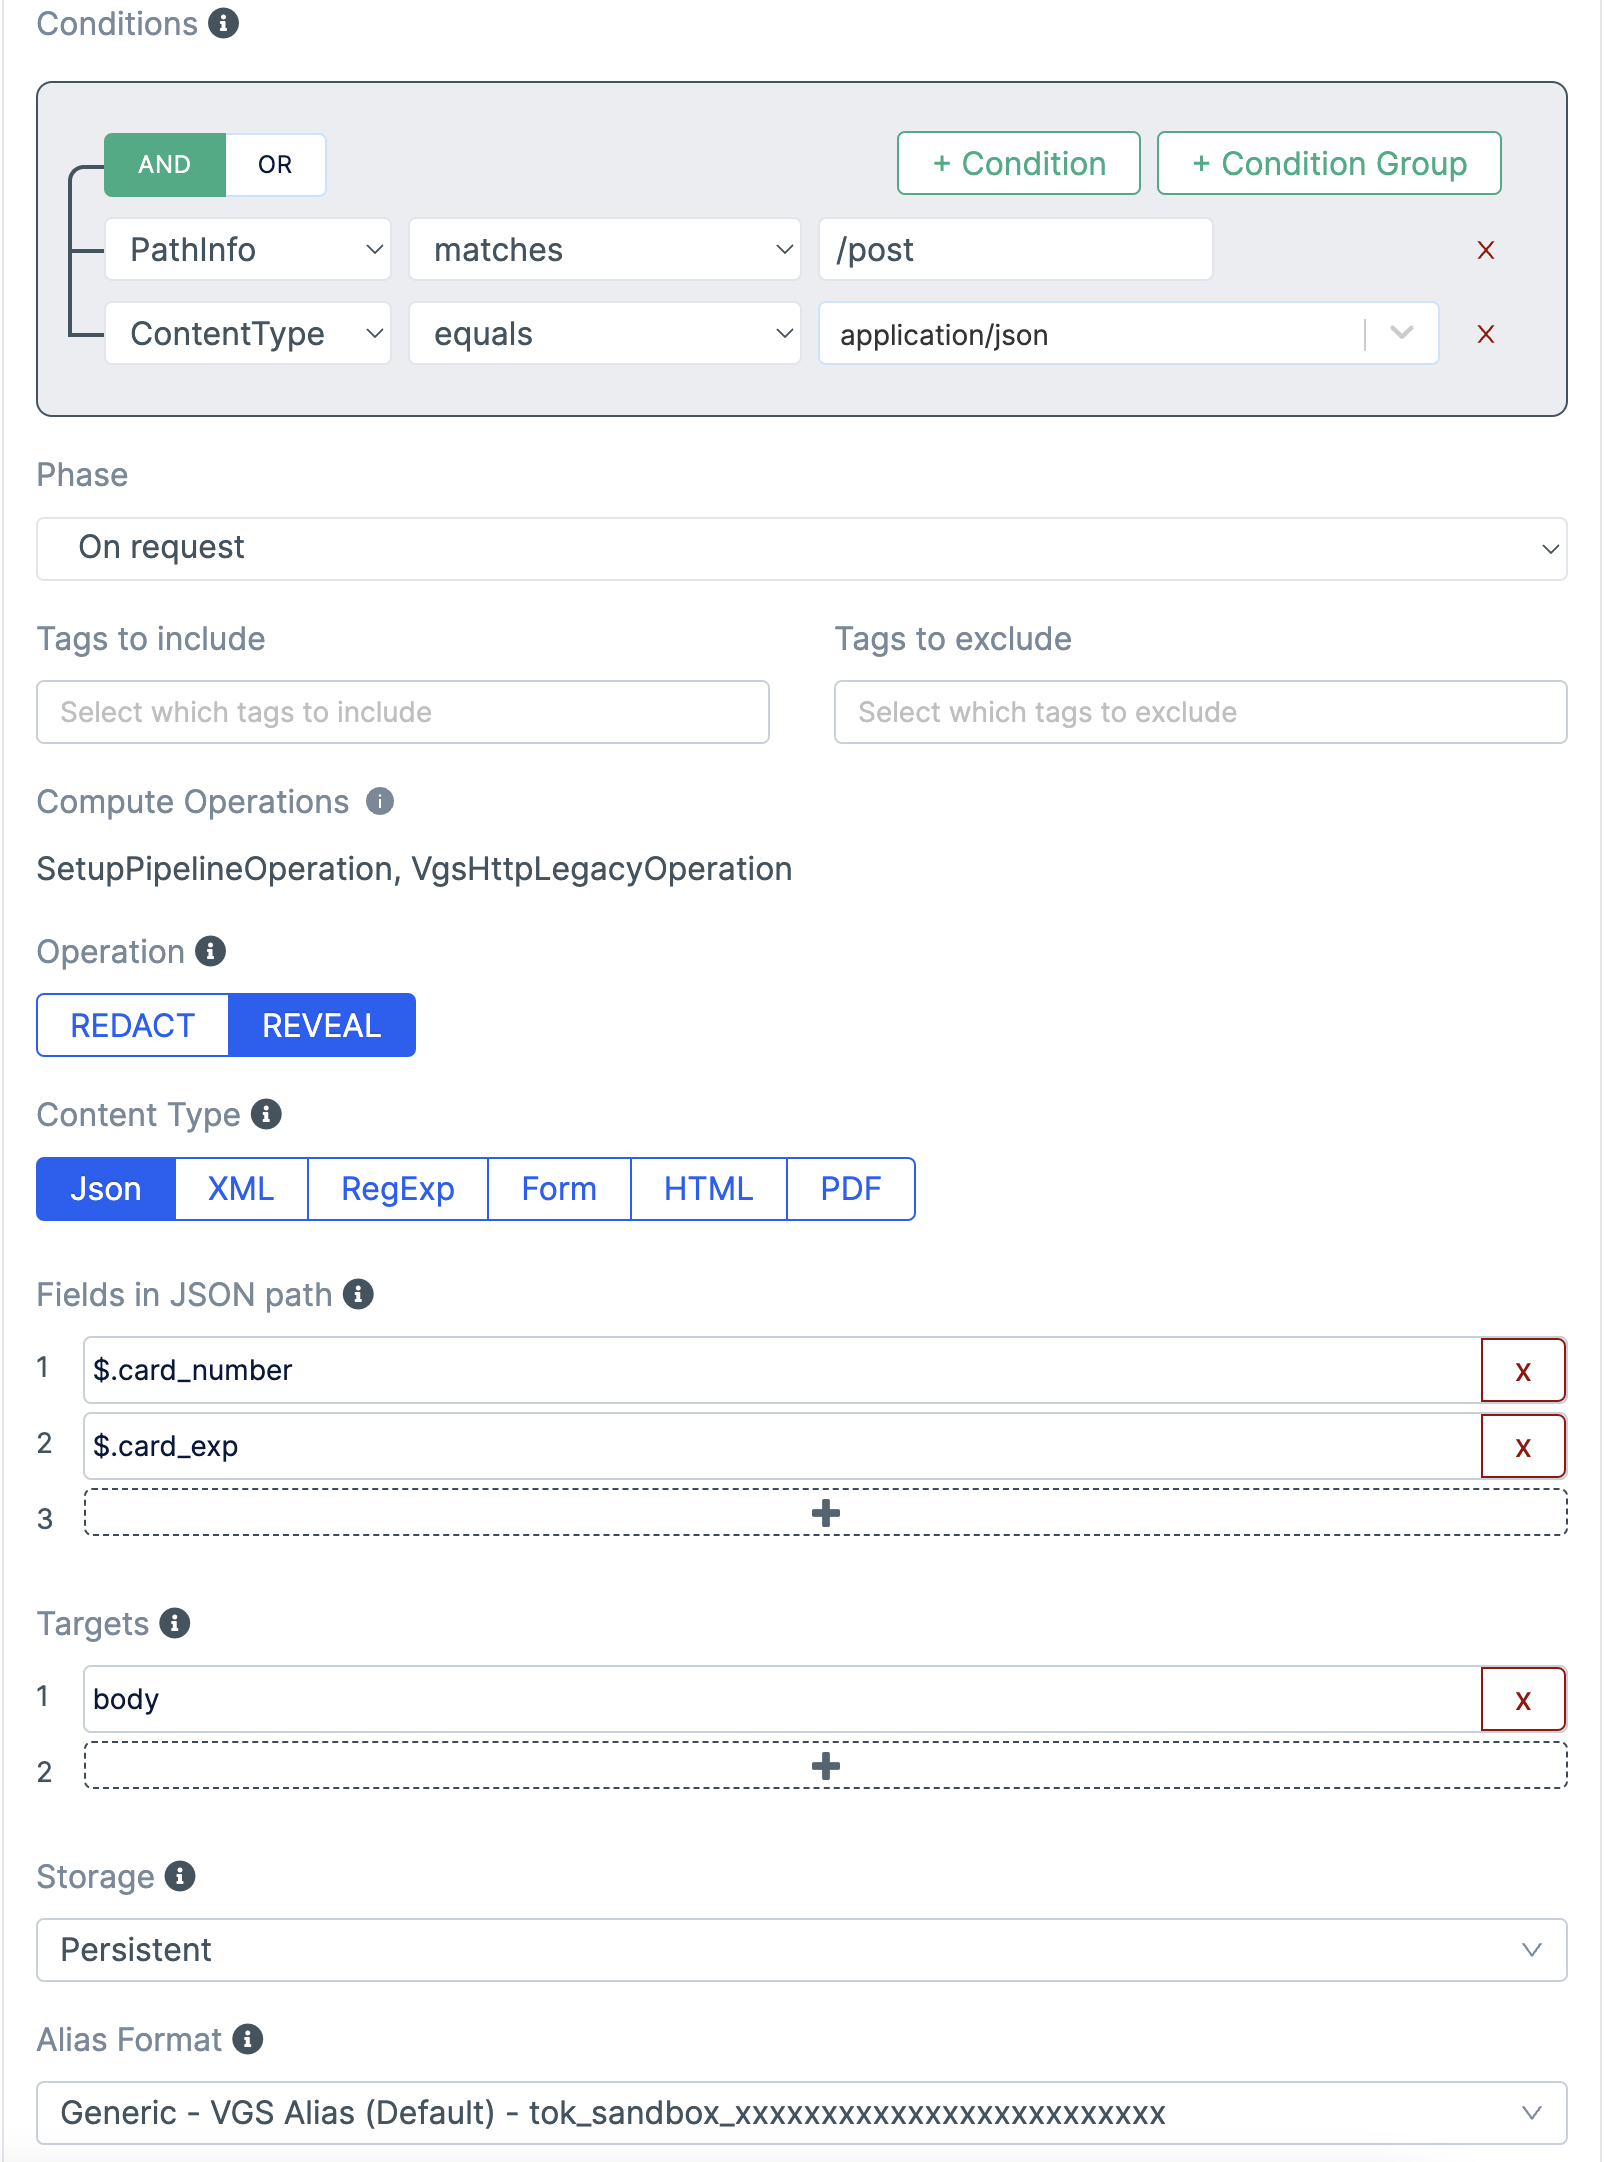 Conditions
AND OR + Condition + Condition Group
PathInfo matches /post X
ContentType equals application/json X
Phase
On request
Tags to include Tags to exclude
Select which tags to include Select which tags to exclude
Compute Operations
SetupPipelineOperation, VgsHttpLegacyOperation
Operation
REDACT REVEAL
Content Type
Json XML RegExp Form HTML PDF
Fields in JSON path
1 $.card_number x
2 $.card_exp x
3 +
Targets
1 body x
2 +
Storage
Persistent
Alias Format
Generic - VGS Alias (Default) - tok_sandbox_xxxxxxxxxxxxxxxxxxxxxxxxx